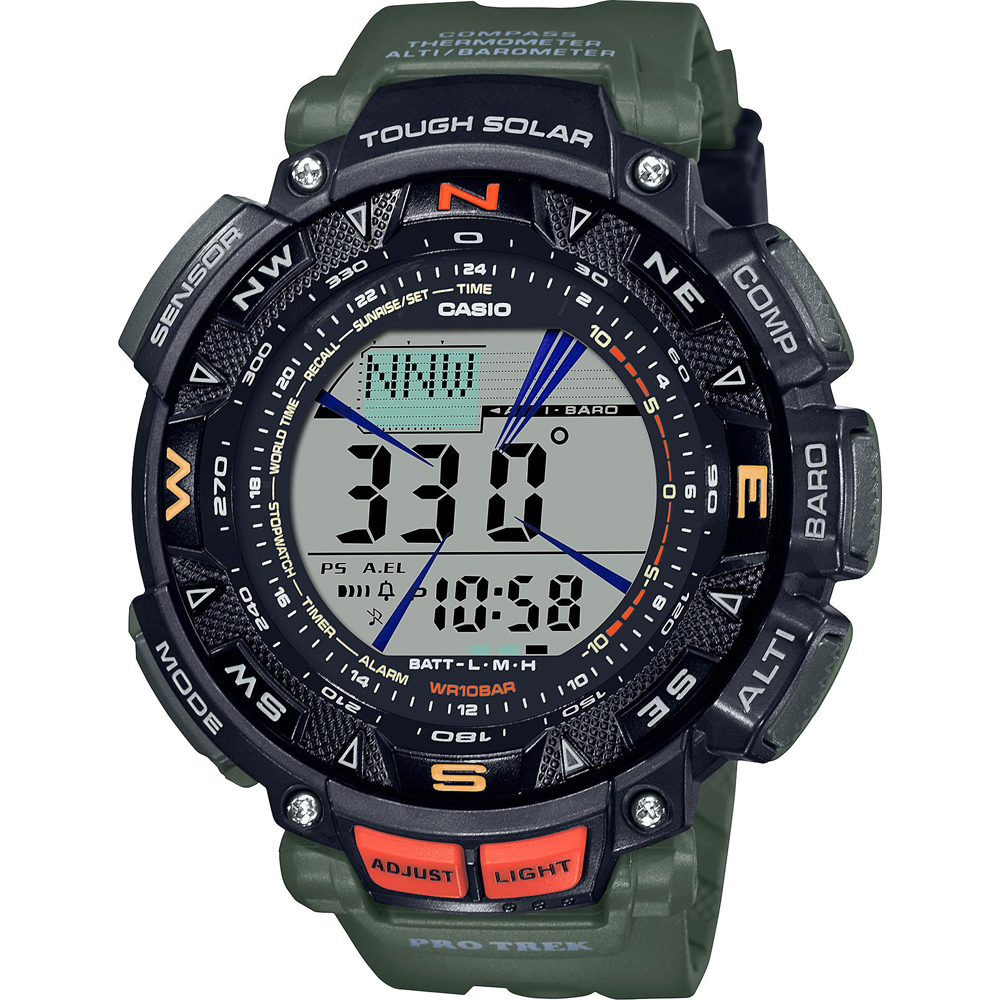 COMPASS
THERMOMETER
ALTI/BAROMETER
TOUGH SOLAR
N
NW
NE
SENSOR
COMP
0
330
30
24
22
2
SUNRISE/SET
TIME
CASIO
300
60
20
RECALL
10
NNW
ALTI · BARO
5
330°
W
270
18
WORLD TIME
0
6
90
E
BARO
STOPWATCH
PS A.EL
-5
8
16
P 10:58
240
120
TIMER
-10
MODE
ALTI
ALARM
BATT-L·M·H
14
10
WR10BAR
12
SW
SE
210
150
180
S
ADJUST
LIGHT
PRO TREK